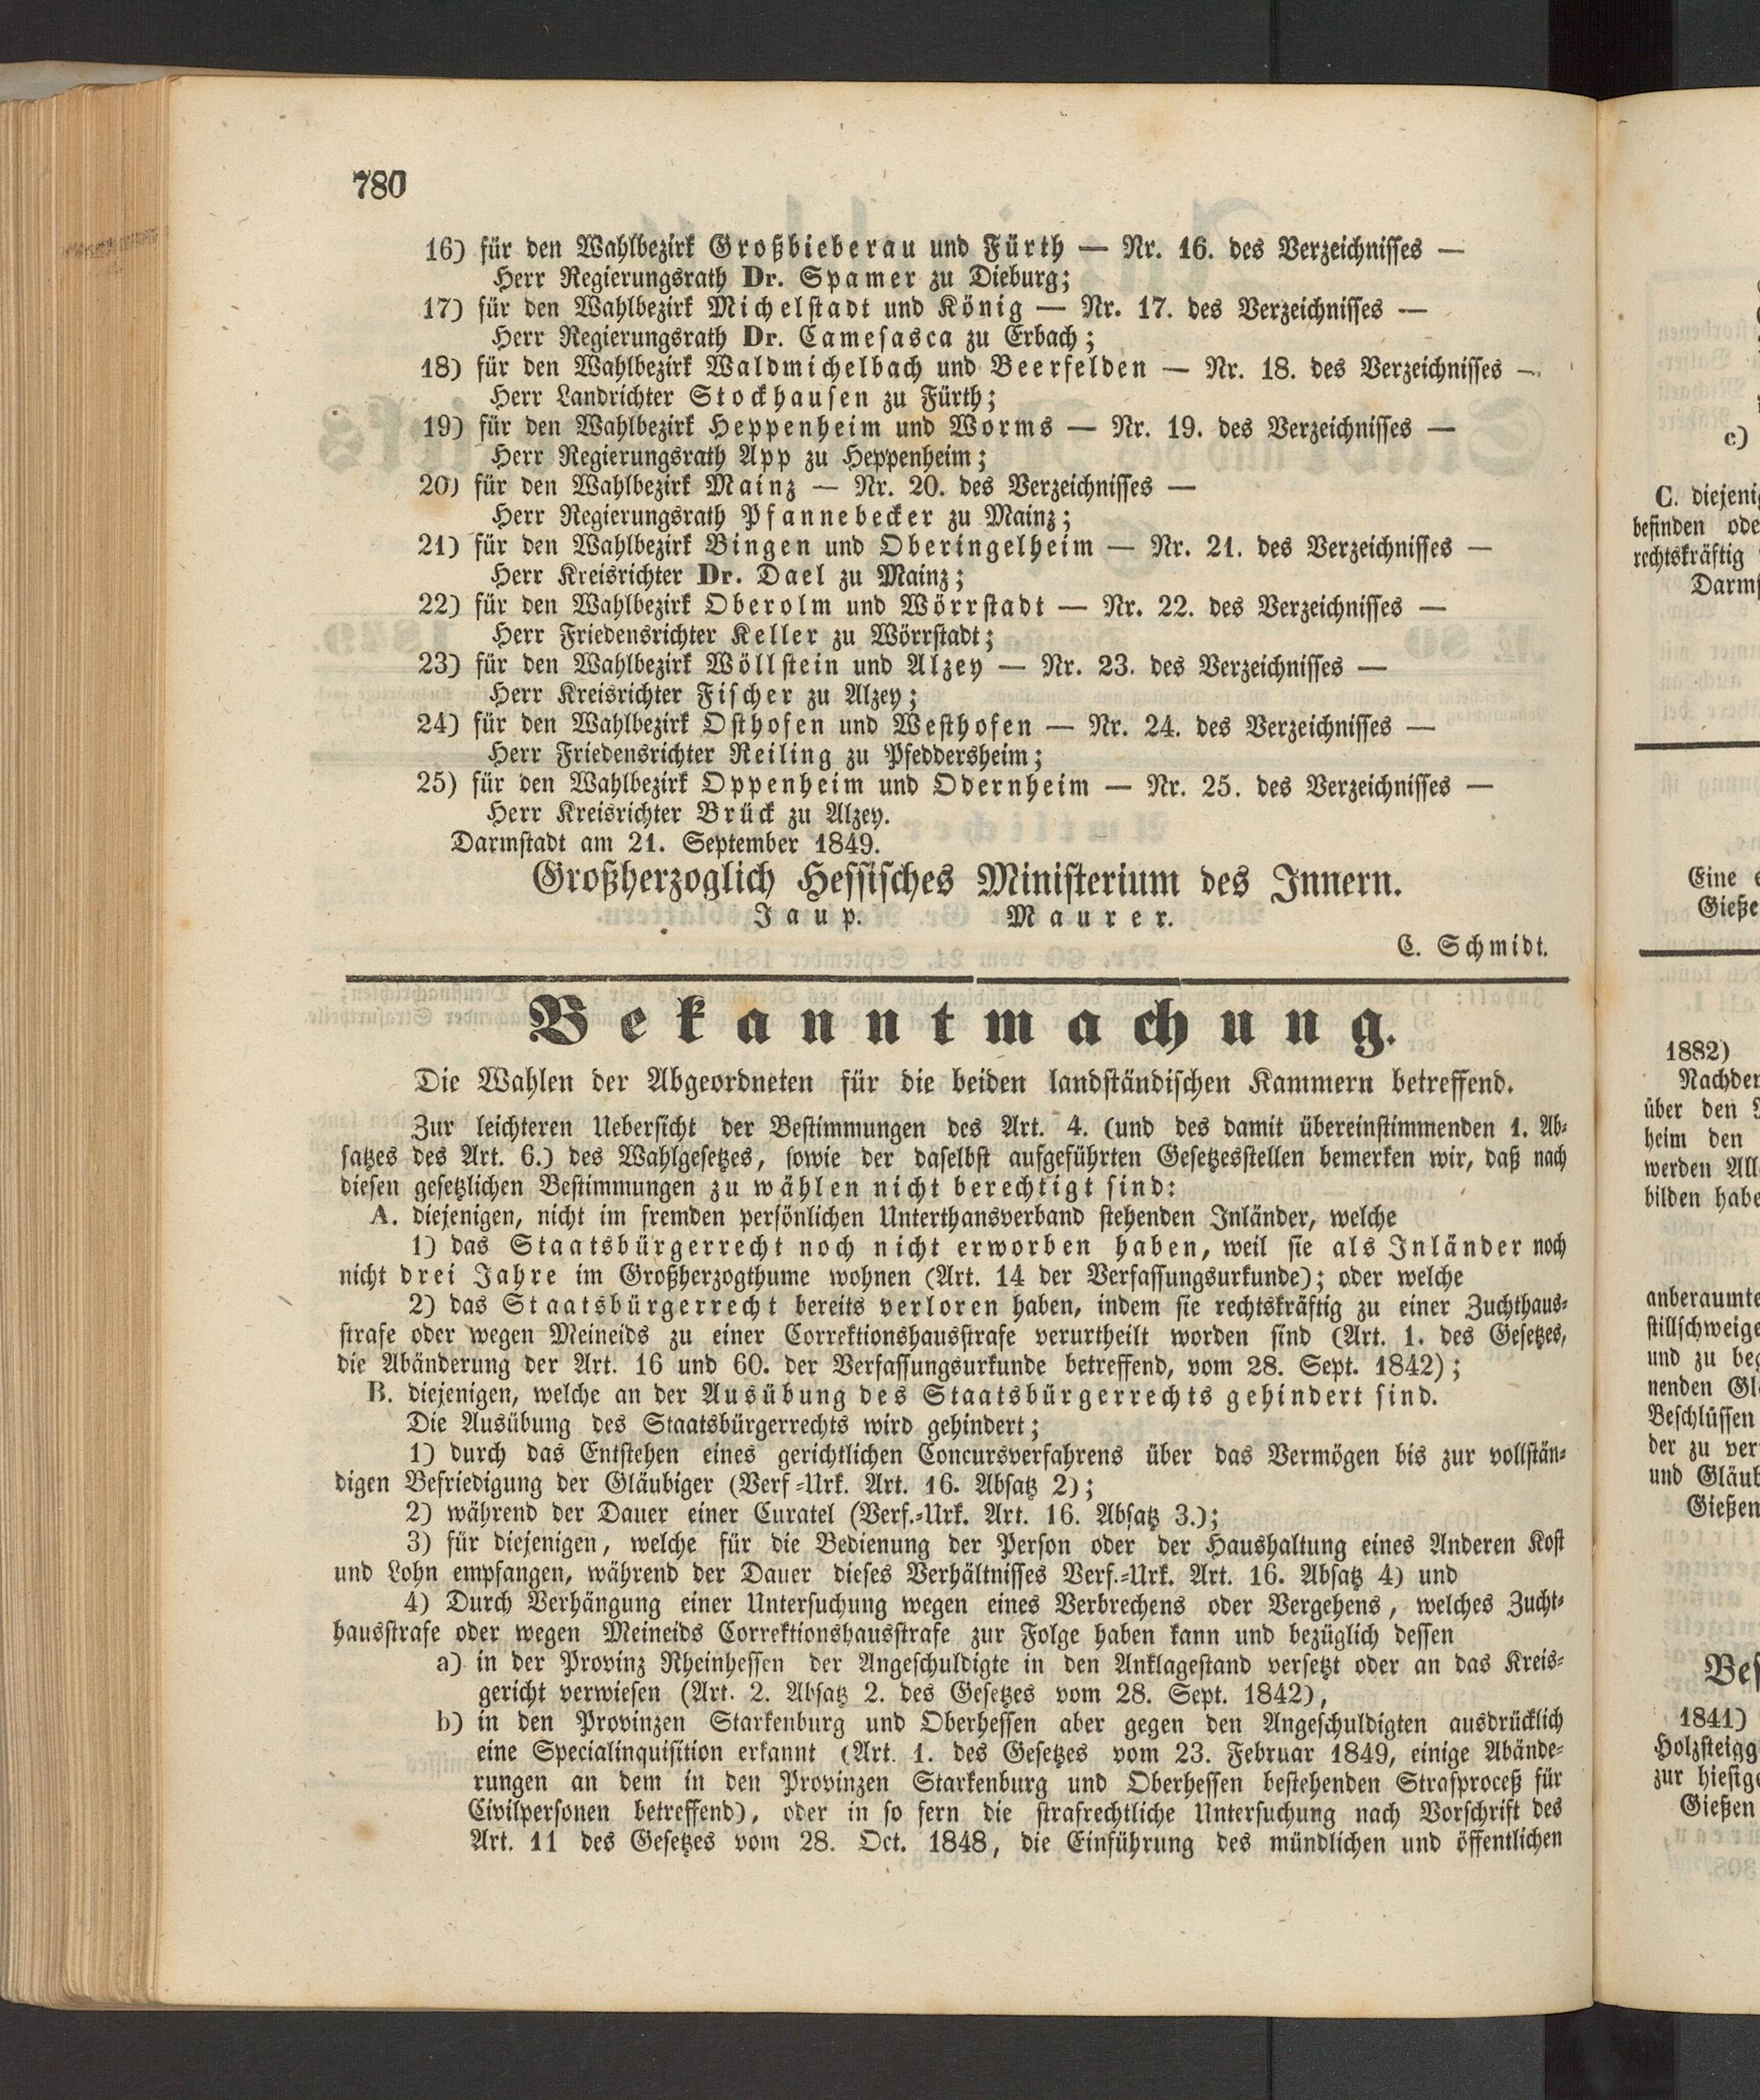 780
16) für den Wahlbezirk Großbieberau und Fürth — Nr. 16. des Verzeichnisses —
Herr Regierungsrath Dr. Spamer zu Dieburg;
17) für den Wahlbezirk Michelstadt und König — Nr. 17. des Verzeichnisses —
Herr Regierungsrath Dr. Camesasca zu Erbach;
18) für den Wahlbezirk Waldmichelbach und Beerfelden — Nr. 18. des Verzeichnisses —
Herr Landrichter Stockhausen zu Fürth;
19) für den Wahlbezirk Heppenheim und Worms — Nr. 19. des Verzeichnisses —
Herr Regierungsrath App zu Heppenheim;
20) für den Wahlbezirk Mainz — Nr. 20. des Verzeichnisses —
Herr Regierungsrath Pfannebecker zu Mainz;
21) für den Wahlbezirk Bingen und Oberingelheim — Nr. 21. des Verzeichnisses —
Herr Kreisrichter Dr. Dael zu Mainz;
22) für den Wahlbezirk Oberolm und Wörrstadt — Nr. 22. des Verzeichnisses —
Herr Friedensrichter Keller zu Wörrstadt;
23) für den Wahlbezirk Wöllstein und Alzey — Nr. 23. des Verzeichnisses —
Herr Kreisrichter Fischer zu Alzey;
24) für den Wahlbezirk Osthofen und Westhofen — Nr. 24. des Verzeichnisses —
Herr Friedensrichter Reiling zu Pfeddersheim;
25) für den Wahlbezirk Oppenheim und Odernheim — Nr. 25. des Verzeichnisses —
Herr Kreisrichter Brück zu Alzey.
Darmstadt am 21. September 1849.
Großherzoglich Hessisches Ministerium des Innern.
Jaup. Maurer.
C. Schmidt.
Bekanntmachung.
Die Wahlen der Abgeordneten für die beiden landständischen Kammern betreffend.
Zur leichteren Uebersicht der Bestimmungen des Art. 4. (und des damit übereinstimmenden 1. Ab-
satzes des Art. 6.) des Wahlgesetzes, sowie der daselbst aufgeführten Gesetzesstellen bemerken wir, daß nach
diesen gesetzlichen Bestimmungen zu wählen nicht berechtigt sind:
A. diejenigen, nicht im fremden persönlichen Unterthansverband stehenden Inländer, welche
1) das Staatsbürgerrecht noch nicht erworben haben, weil sie als Inländer noch
nicht drei Jahre im Großherzogthume wohnen (Art. 14 der Verfassungsurkunde); oder welche
2) das Staatsbürgerrecht bereits verloren haben, indem sie rechtskräftig zu einer Zuchthaus-
strafe oder wegen Meineids zu einer Correktionshausstrafe verurtheilt worden sind (Art. 1. des Gesetzes,
die Abänderung der Art. 16 und 60. der Verfassungsurkunde betreffend, vom 28. Sept. 1842);
B. diejenigen, welche an der Ausübung des Staatsbürgerrechts gehindert sind.
Die Ausübung des Staatsbürgerrechts wird gehindert;
1) durch das Entstehen eines gerichtlichen Concursverfahrens über das Vermögen bis zur vollstän-
digen Befriedigung der Gläubiger (Verf-Urk. Art. 16. Absatz 2);
2) während der Dauer einer Curatel (Verf.-Urk. Art. 16. Absatz 3.);
3) für diejenigen, welche für die Bedienung der Person oder der Haushaltung eines Anderen Kost
und Lohn empfangen, während der Dauer dieses Verhältnisses Verf.-Urk. Art. 16. Absatz 4) und
4) Durch Verhängung einer Untersuchung wegen eines Verbrechens oder Vergehens, welches Zucht-
hausstrafe oder wegen Meineids Correktionshausstrafe zur Folge haben kann und bezüglich dessen
a) in der Provinz Rheinhessen der Angeschuldigte in den Anklagestand versetzt oder an das Kreis-
gericht verwiesen (Art. 2. Absatz 2. des Gesetzes vom 28. Sept. 1842),
b) in den Provinzen Starkenburg und Oberhessen aber gegen den Angeschuldigten ausdrücklich
eine Specialinquisition erkannt (Art. 1. des Gesetzes vom 23. Februar 1849, einige Abände-
rungen an dem in den Provinzen Starkenburg und Oberhessen bestehenden Strafproceß für
Civilpersonen betreffend), oder in so fern die strafrechtliche Untersuchung nach Vorschrift des
Art. 11 des Gesetzes vom 28. Oct. 1848, die Einführung des mündlichen und öffentlichen
c)
C.
befinden
rechtskräftig
Eine
1882)
über den
heim den
werden
bilden
und zu
Beschlüssen
der zu
und
Gießen
1841)
Gießen